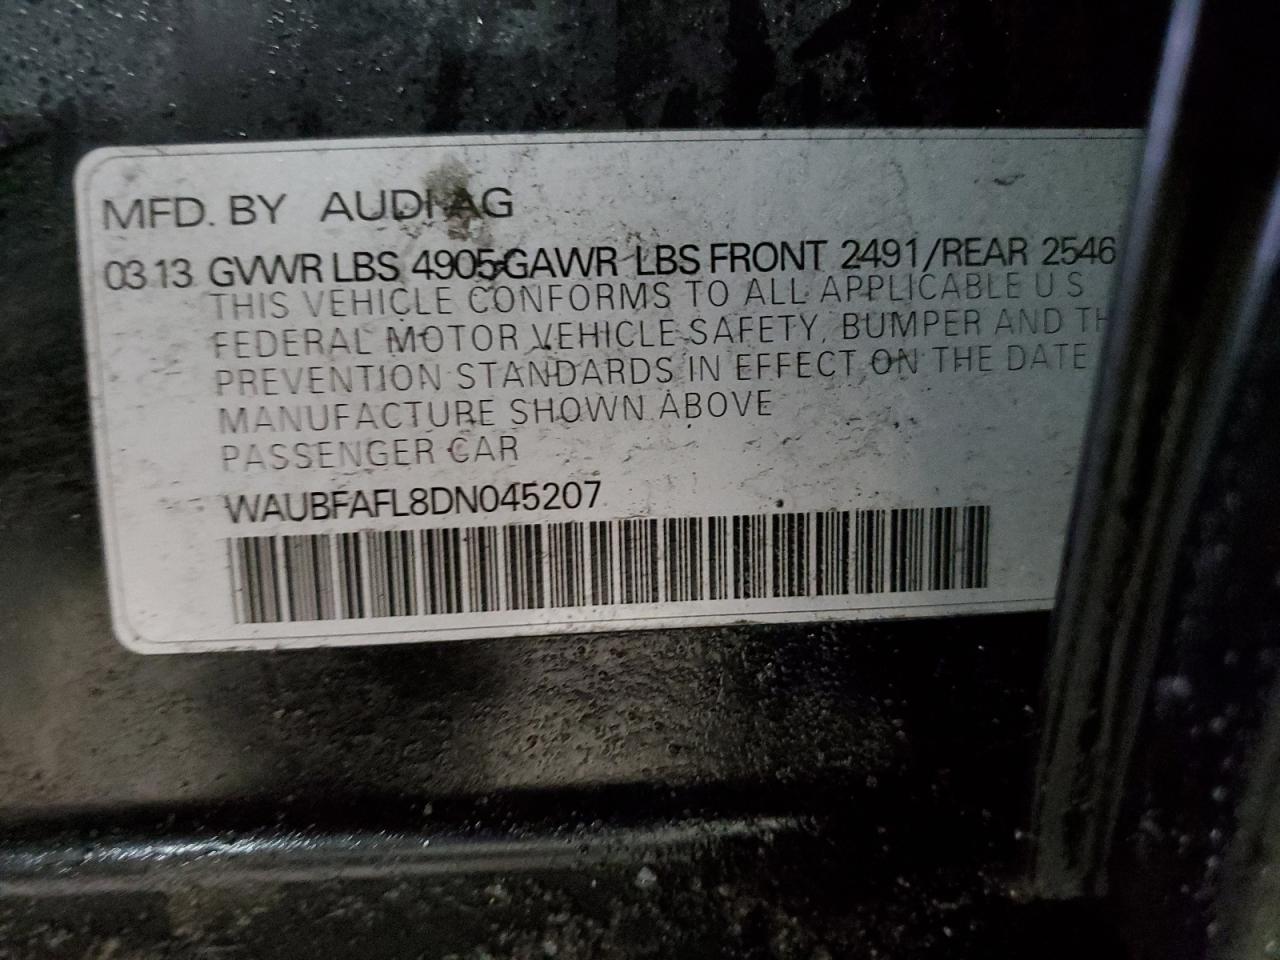 MFD. BY AUDI AG
03 13 GVWR LBS 4905 GAWR LBS FRONT 2491/REAR 2546
THIS VEHICLE CONFORMS TO ALL APPLICABLE U S
FEDERAL MOTOR VEHICLE SAFETY, BUMPER AND TH
PREVENTION STANDARDS IN EFFECT ON THE DATE
MANUFACTURE SHOWN ABOVE
PASSENGER CAR
WAUBFAFL8DN045207